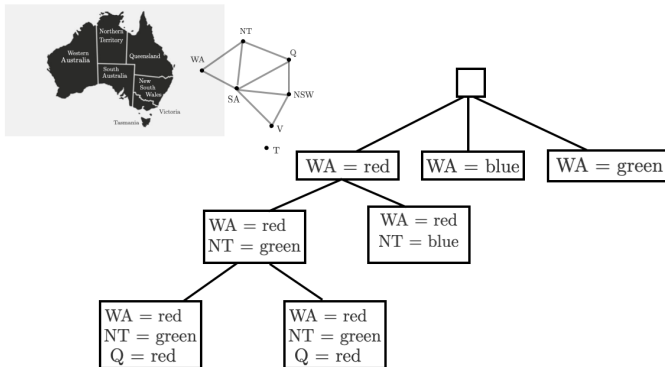 Northern
Territory
Western
Australia
Queensland
South
Australia
New
South
Wales
Victoria
Tasmania
NT
Q
WA
SA
NSW
V
T
WA = red
WA = blue
WA = green
WA = red
NT = green
WA = red
NT = blue
WA = red
NT = green
Q = red
WA = red
NT = green
Q = red